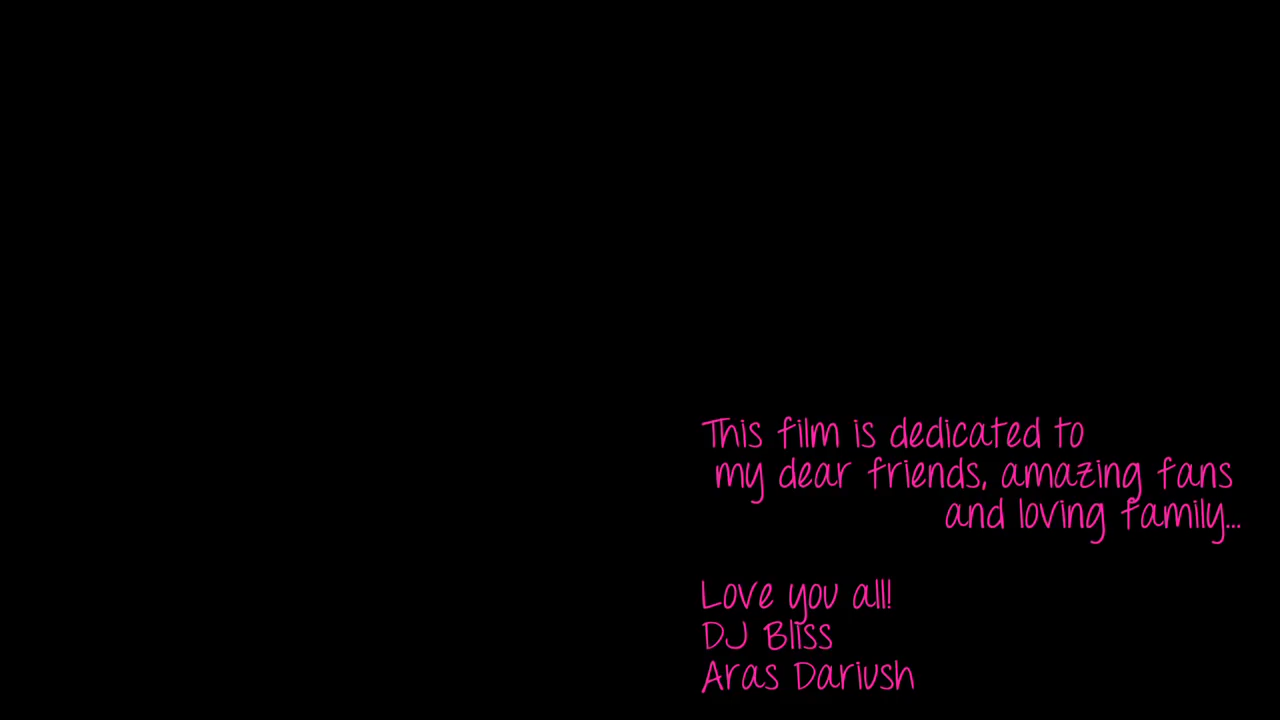 This film is dedicated to
my dear friends, amazing fans
and loving family...
Love you all!
DJ Bliss
Aras Dariush